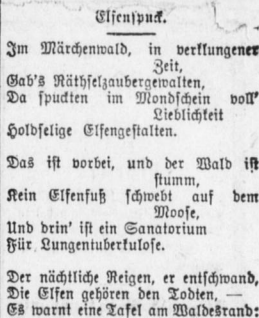 Elfenspuck.
Im Märchenwald, in verklungener
Zeit,
Gab's Räthselzaubergewalten,
Da spuckten im Mondschein voll'
Lieblichkeit
Holdselige Elfengestalten.
Das ist vorbei, und der Wald ist
stumm,
Kein Elfenfuß schwebt auf dem
Moose,
Und drin' ist ein Sanatorium
Für Lungentuberkulose.
Der nächtliche Reigen, er entschwand,
Die Elfen gehören den Todten, —
Es warnt eine Tafel am Waldesrand: